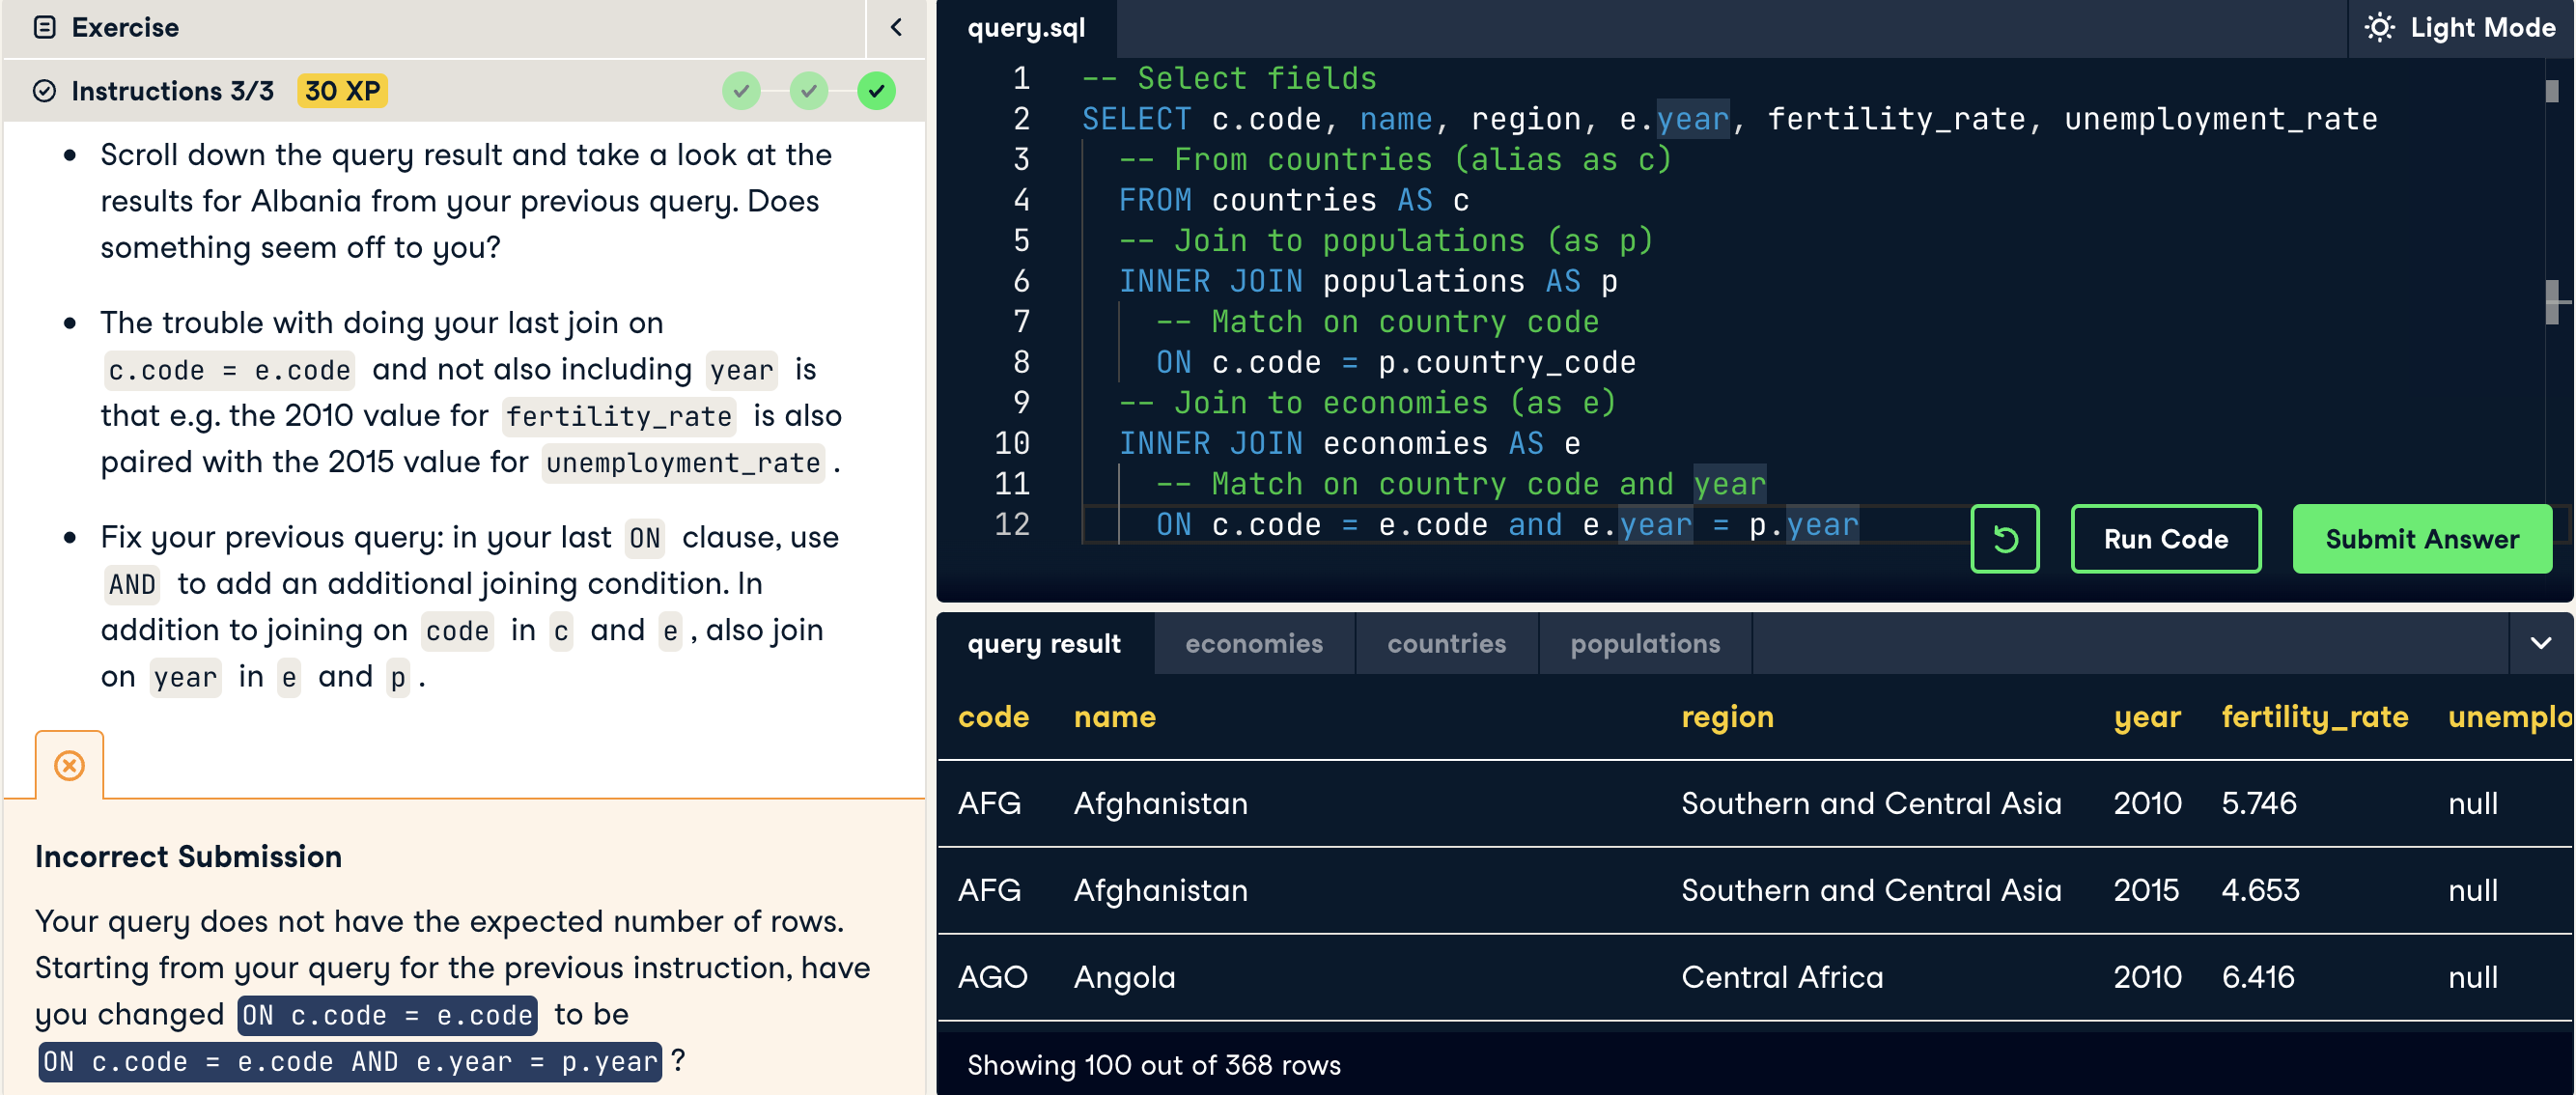 Exercise
Instructions 3/3 30 XP
Scroll down the query result and take a look at the
results for Albania from your previous query. Does
something seem off to you?
The trouble with doing your last join on
c.code = e.code and not also including year is
that e.g. the 2010 value for fertility_rate is also
paired with the 2015 value for unemployment_rate .
Fix your previous query: in your last ON clause, use
AND to add an additional joining condition. In
addition to joining on code in c and e , also join
on year in e and p .
Incorrect Submission
Your query does not have the expected number of rows.
Starting from your query for the previous instruction, have
you changed ON c.code = e.code to be
ON c.code = e.code AND e.year = p.year ?
query.sql
Light Mode
1 -- Select fields
2 SELECT c.code, name, region, e.year, fertility_rate, unemployment_rate
3 -- From countries (alias as c)
4 FROM countries AS c
5 -- Join to populations (as p)
6 INNER JOIN populations AS p
7 -- Match on country code
8 ON c.code = p.country_code
9 -- Join to economies (as e)
10 INNER JOIN economies AS e
11 -- Match on country code and year
12 ON c.code = e.code and e.year = p.year
Run Code
Submit Answer
query result economies countries populations
code name region year fertility_rate unemplo
AFG Afghanistan Southern and Central Asia 2010 5.746 null
AFG Afghanistan Southern and Central Asia 2015 4.653 null
AGO Angola Central Africa 2010 6.416 null
Showing 100 out of 368 rows